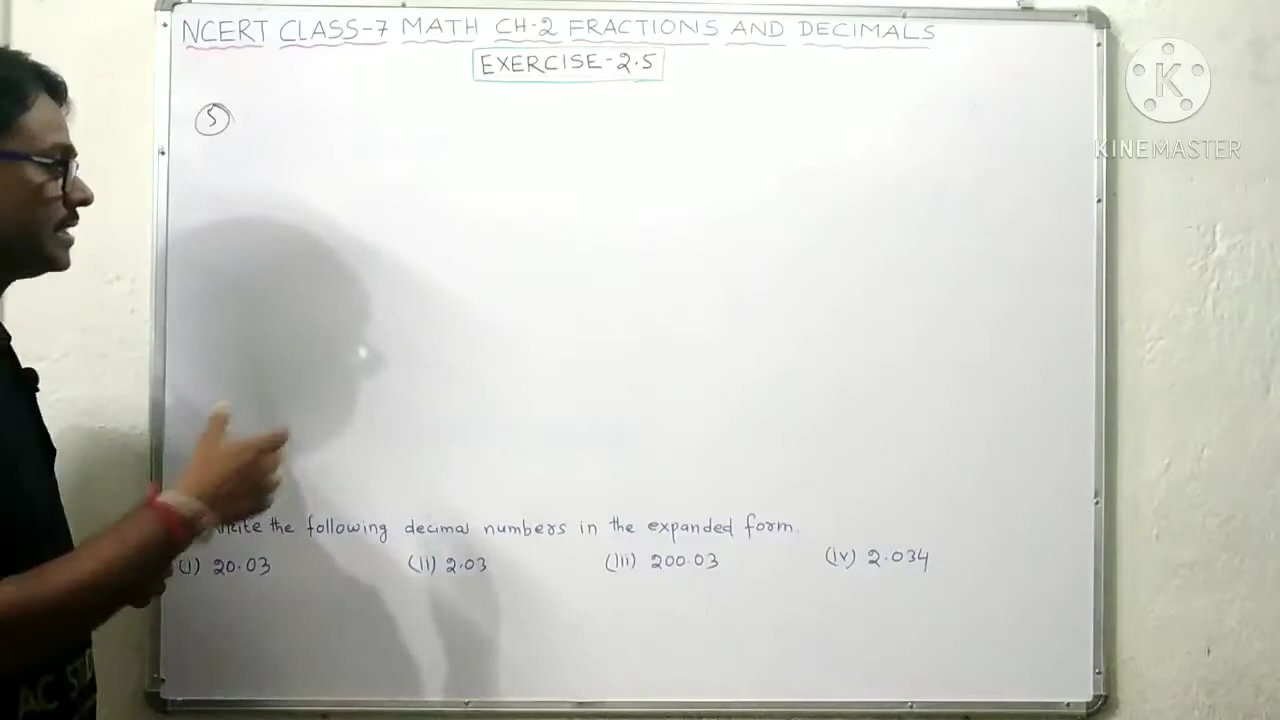 NCERT CLASS-7 MATH CH-2 FRACTIONS AND DECIMALS
EXERCISE-2.5
5
K
KINEMASTER
the following decimal numbers in the expanded form.
(i) 20.03 (ii) 2.03 (iii) 200.03 (iv) 2.034
AC